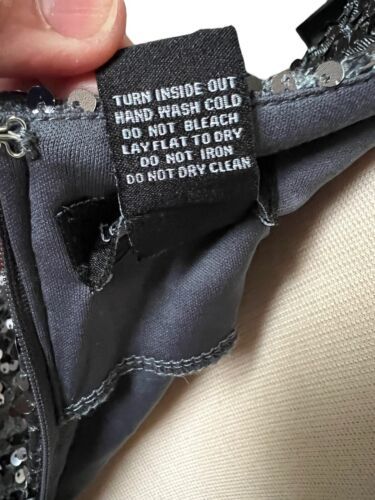 TURN INSIDE OUT
HAND WASH COLD
DO NOT BLEACH
LAY FLAT TO DRY
DO NOT IRON
DO NOT DRY CLEAN